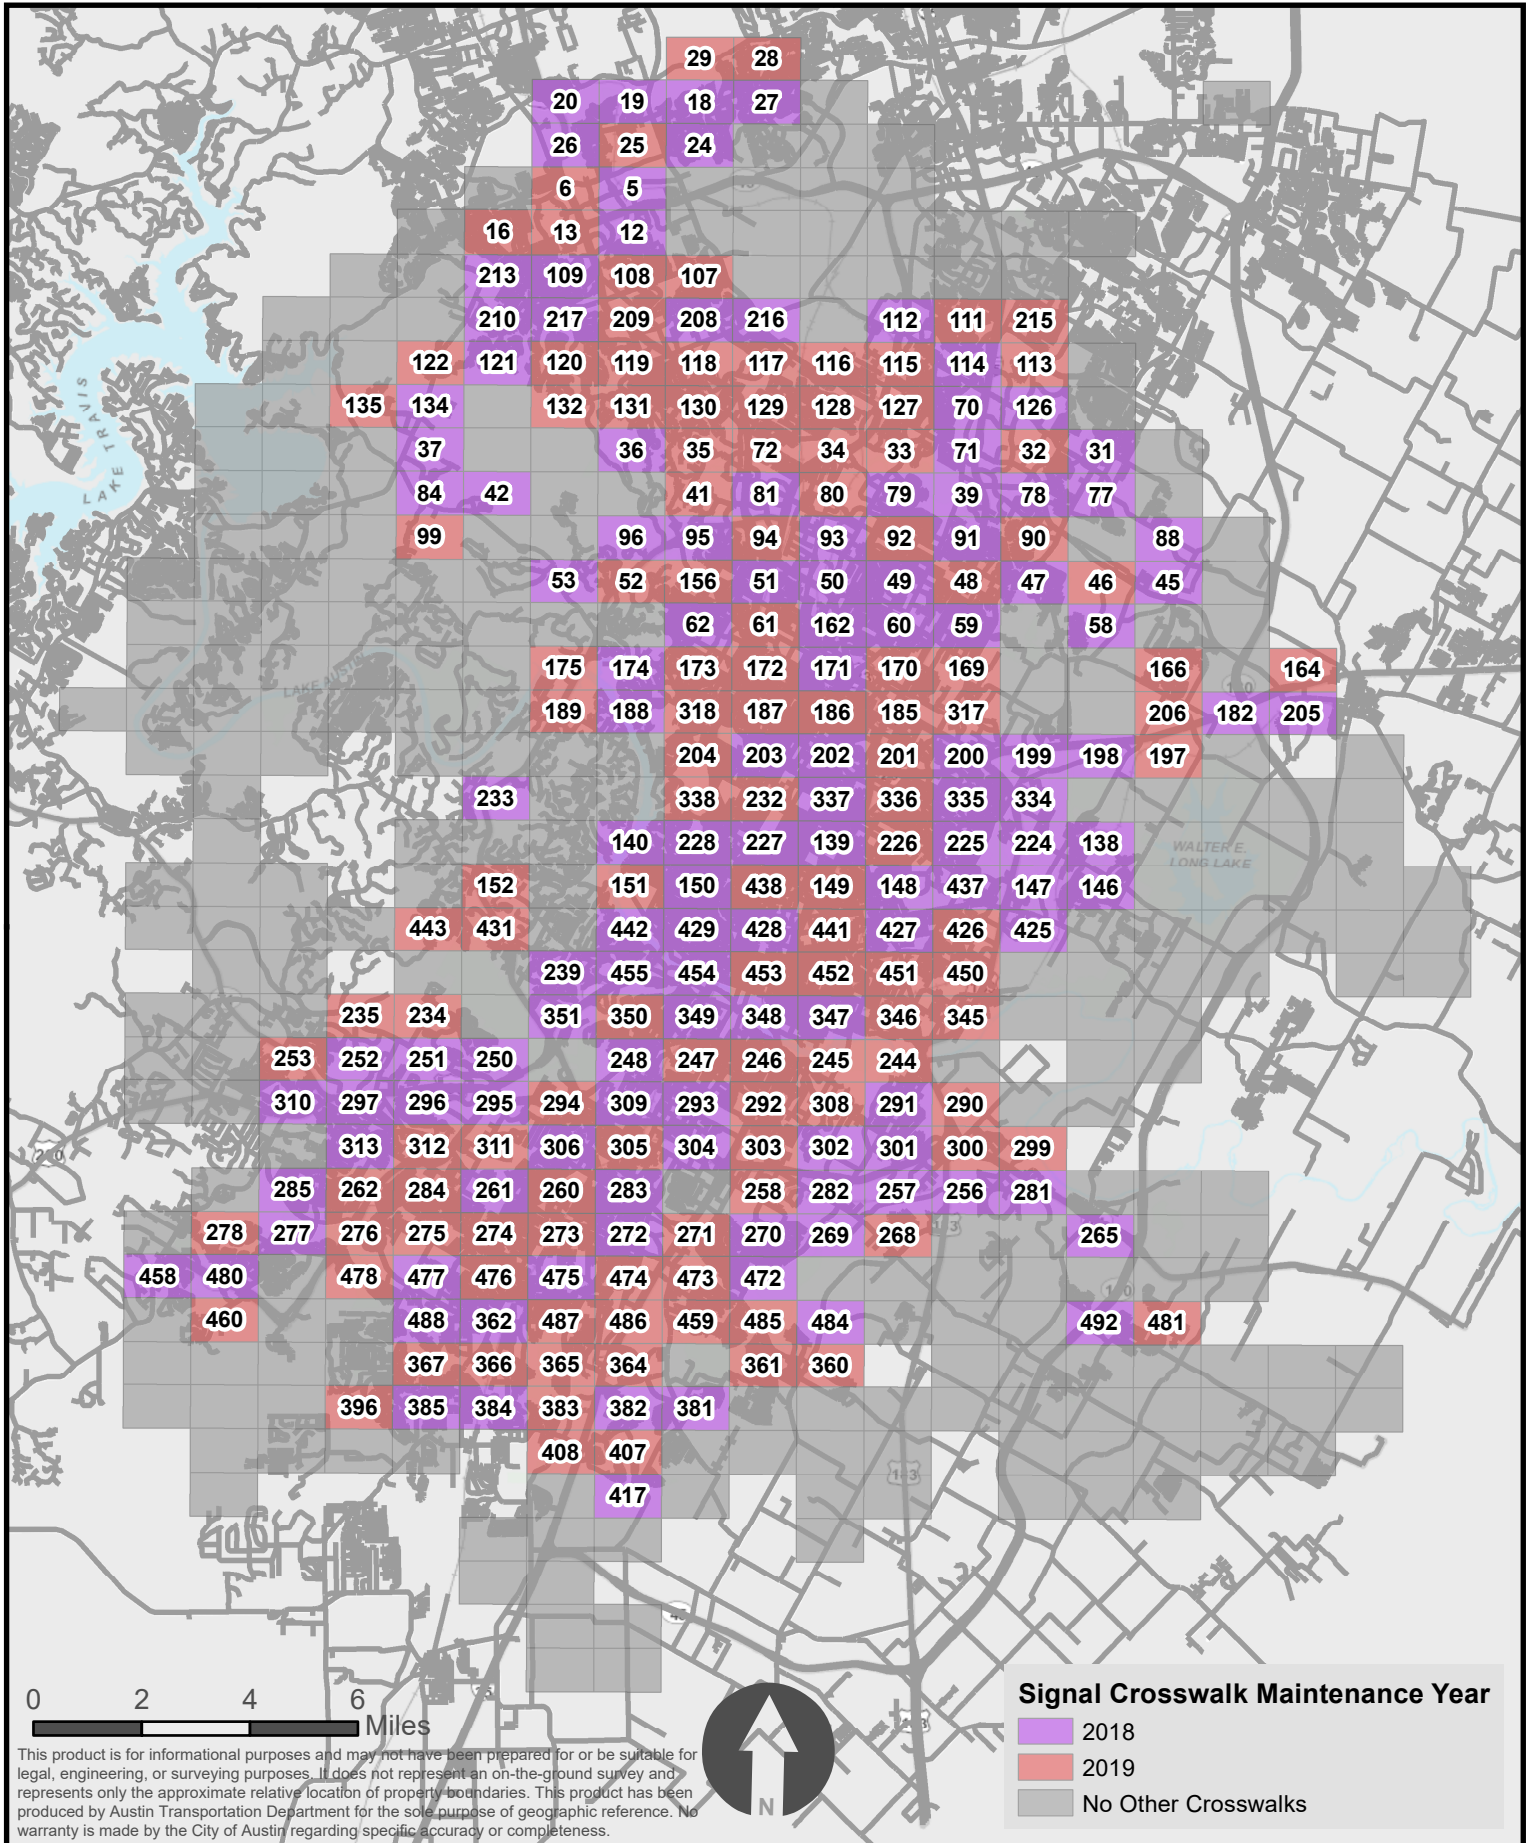 29 28
20 19 18 27
26 25 24
6 5
16 13 12
213 109 108 107
210 217 209 208 216 112 111 215
122 121 120 119 118 117 116 115 114 113
135 134 132 131 130 129 128 127 70 126
LAKE TRAVIS
37 36 35 72 34 33 71 32 31
84 42 41 81 80 79 39 78 77
99 96 95 94 93 92 91 90 88
53 52 156 51 50 49 48 47 46 45
62 61 162 60 59 58
175 174 173 172 171 170 169 166 164
LAKE AUSTIN
189 188 318 187 186 185 317 206 182 205
204 203 202 201 200 199 198 197
233 338 232 337 336 335 334
140 228 227 139 226 225 224 138
WALTER E.
LONG LAKE
152 151 150 438 149 148 437 147 146
443 431 442 429 428 441 427 426 425
239 455 454 453 452 451 450
235 234 351 350 349 348 347 346 345
253 252 251 250 248 247 246 245 244
310 297 296 295 294 309 293 292 308 291 290
313 312 311 306 305 304 303 302 301 300 299
285 262 284 261 260 283 258 282 257 256 281
278 277 276 275 274 273 272 271 270 269 268 265
458 480 478 477 476 475 474 473 472
460 488 362 487 486 459 485 484 492 481
367 366 365 364 361 360
396 385 384 383 382 381
408 407
183
417
0 2 4 6
Miles
This product is for informational purposes and may not have been prepared for or be suitable for
legal, engineering, or surveying purposes. It does not represent an on-the-ground survey and
represents only the approximate relative location of property boundaries. This product has been
produced by Austin Transportation Department for the sole purpose of geographic reference. No
warranty is made by the City of Austin regarding specific accuracy or completeness.
N
Signal Crosswalk Maintenance Year
2018
2019
No Other Crosswalks